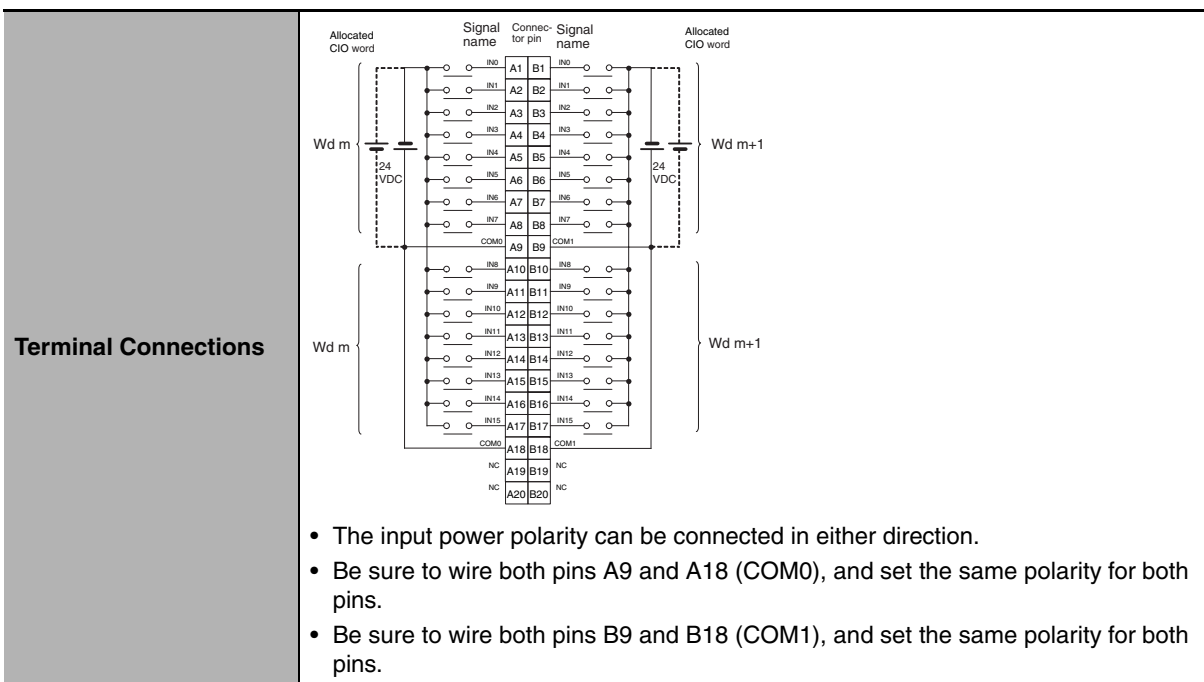 Terminal Connections
Allocated
CIO word
Signal
name
Connec-
tor pin
Signal
name
Allocated
CIO word
IN0 A1 B1 IN0
IN1 A2 B2 IN1
IN2 A3 B3 IN2
IN3 A4 B4 IN3
Wd m
Wd m+1
IN4 A5 B5 IN4
24
VDC
24
VDC
IN5 A6 B6 IN5
IN6 A7 B7 IN6
IN7 A8 B8 IN7
COM0 A9 B9 COM1
IN8 A10 B10 IN8
IN9 A11 B11 IN9
IN10 A12 B12 IN10
IN11 A13 B13 IN11
Wd m
Wd m+1
IN12 A14 B14 IN12
IN13 A15 B15 IN13
IN14 A16 B16 IN14
IN15 A17 B17 IN15
COM0 A18 B18 COM1
NC A19 B19 NC
NC A20 B20 NC
• The input power polarity can be connected in either direction.
• Be sure to wire both pins A9 and A18 (COM0), and set the same polarity for both
pins.
• Be sure to wire both pins B9 and B18 (COM1), and set the same polarity for both
pins.